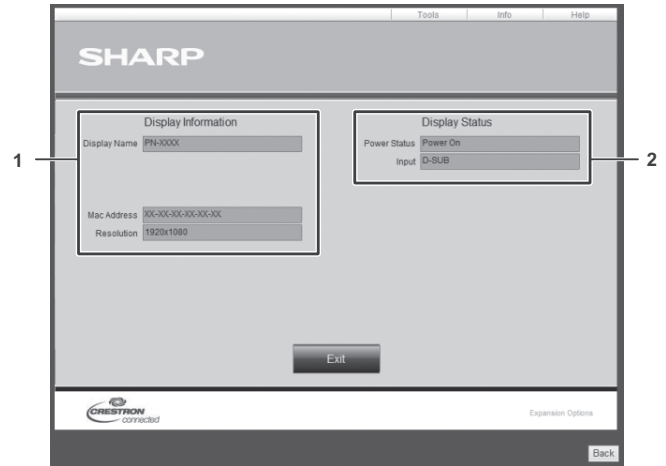 Tools Info Help
SHARP
Display Information
Display Name PN-XXXX
Mac Address XX-XX-XX-XX-XX-XX
Resolution 1920x1080
1
Display Status
Power Status Power On
Input D-SUB
2
Exit
CRESTRON
connected
Expansion Options
Back